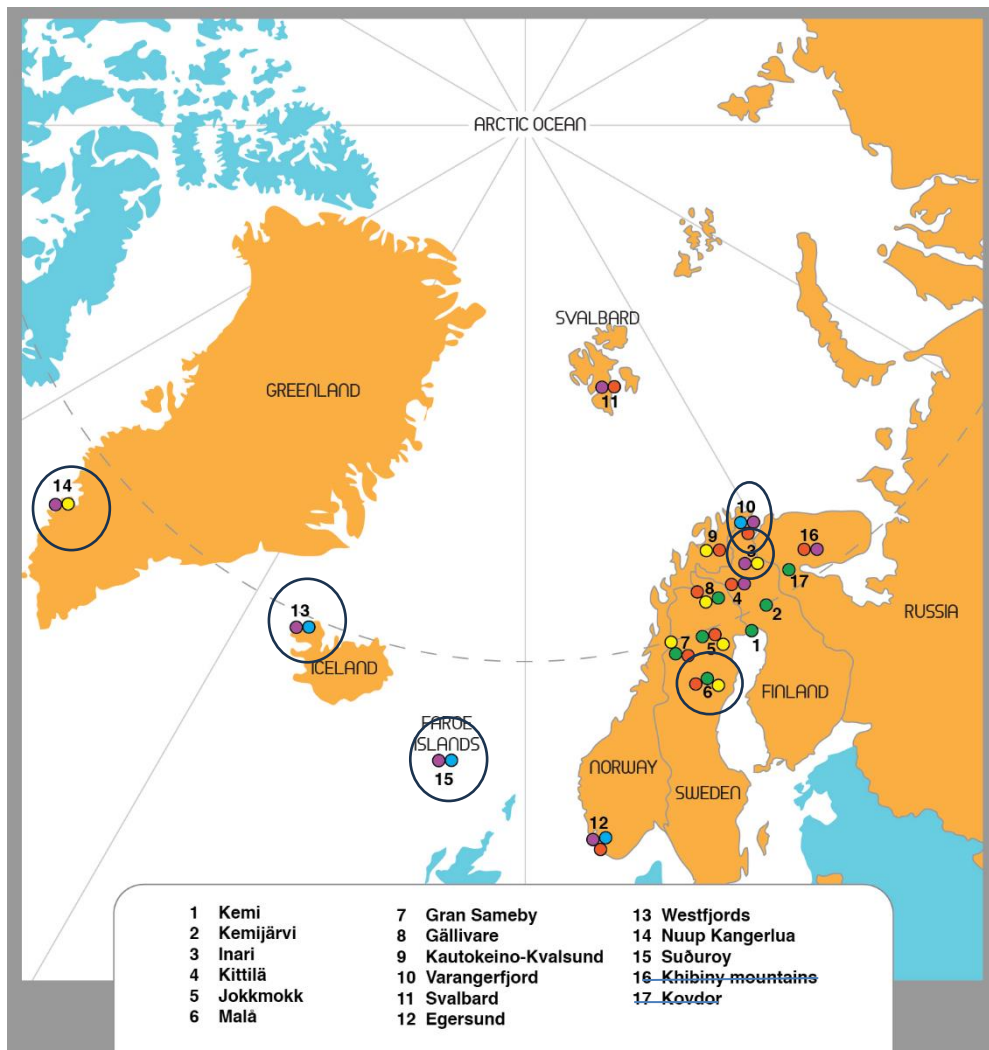 ARCTIC OCEAN
SVALBARD
11
GREENLAND
14
10
9
3
16
17
8
4
2
13
RUSSIA
1
7
5
ICELAND
6
FINLAND
FAROE
ISLANDS
15
NORWAY
SWEDEN
12
1 Kemi
2 Kemijärvi
3 Inari
4 Kittilä
5 Jokkmokk
6 Malå
7 Gran Sameby
8 Gällivare
9 Kautokeino-Kvalsund
10 Varangerfjord
11 Svalbard
12 Egersund
13 Westfjords
14 Nuup Kangerlua
15 Suðuroy
16 Khibiny mountains
17 Kovdor